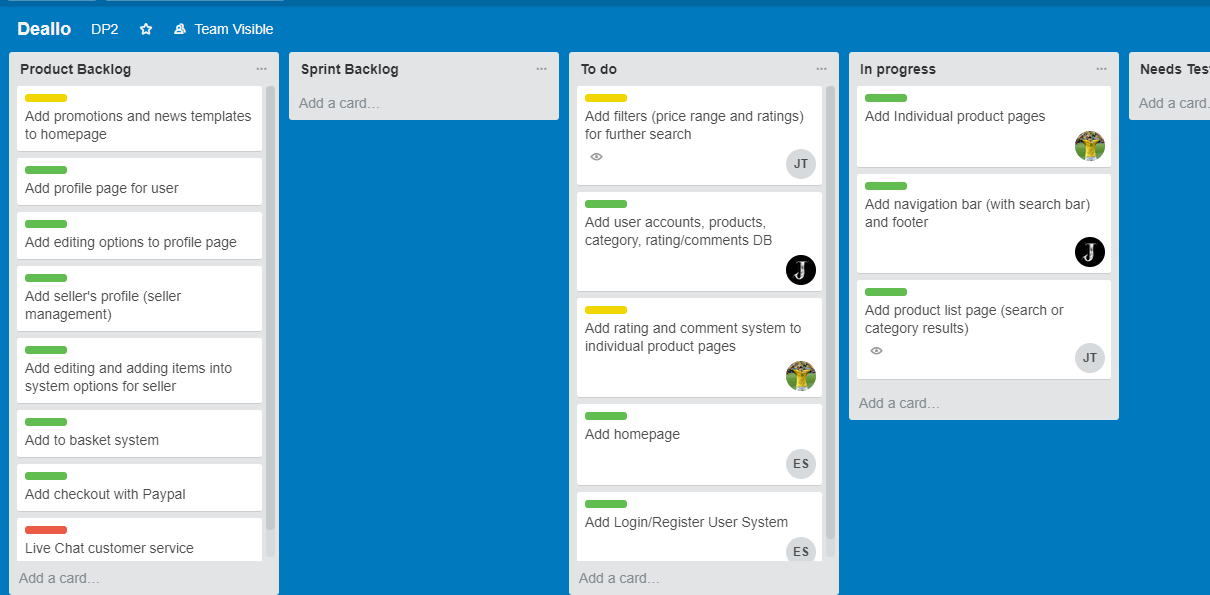 Deallo DP2 Team Visible
Product Backlog
Add promotions and news templates
to homepage
Add profile page for user
Add editing options to profile page
Add seller's profile (seller
management)
Add editing and adding items into
system options for seller
Add to basket system
Add checkout with Paypal
Live Chat customer service
Add a card…
Sprint Backlog
Add a card…
To do
Add filters (price range and ratings)
for further search
JT
Add user accounts, products,
category, rating/comments DB
J
Add rating and comment system to
individual product pages
Add homepage
ES
Add Login/Register User System
ES
Add a card…
In progress
Add Individual product pages
Add navigation bar (with search bar)
and footer
J
Add product list page (search or
category results)
JT
Add a card…
Needs Tes
Add a card…